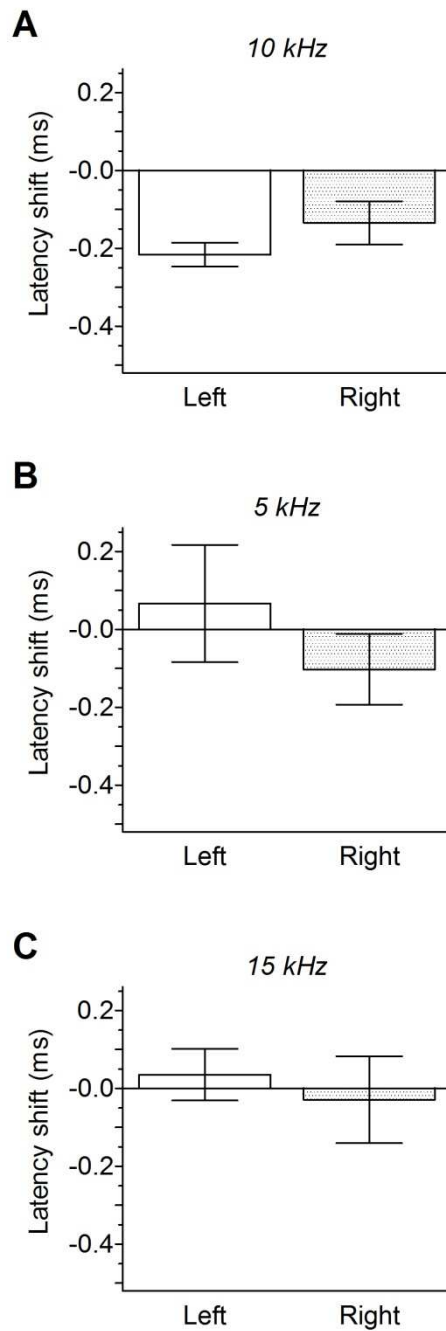 A
10 kHz
Latency shift (ms)
0.2
-0.0
-0.2
-0.4
Left Right
B
5 kHz
Latency shift (ms)
0.2
-0.0
-0.2
-0.4
Left Right
C
15 kHz
Latency shift (ms)
0.2
-0.0
-0.2
-0.4
Left Right